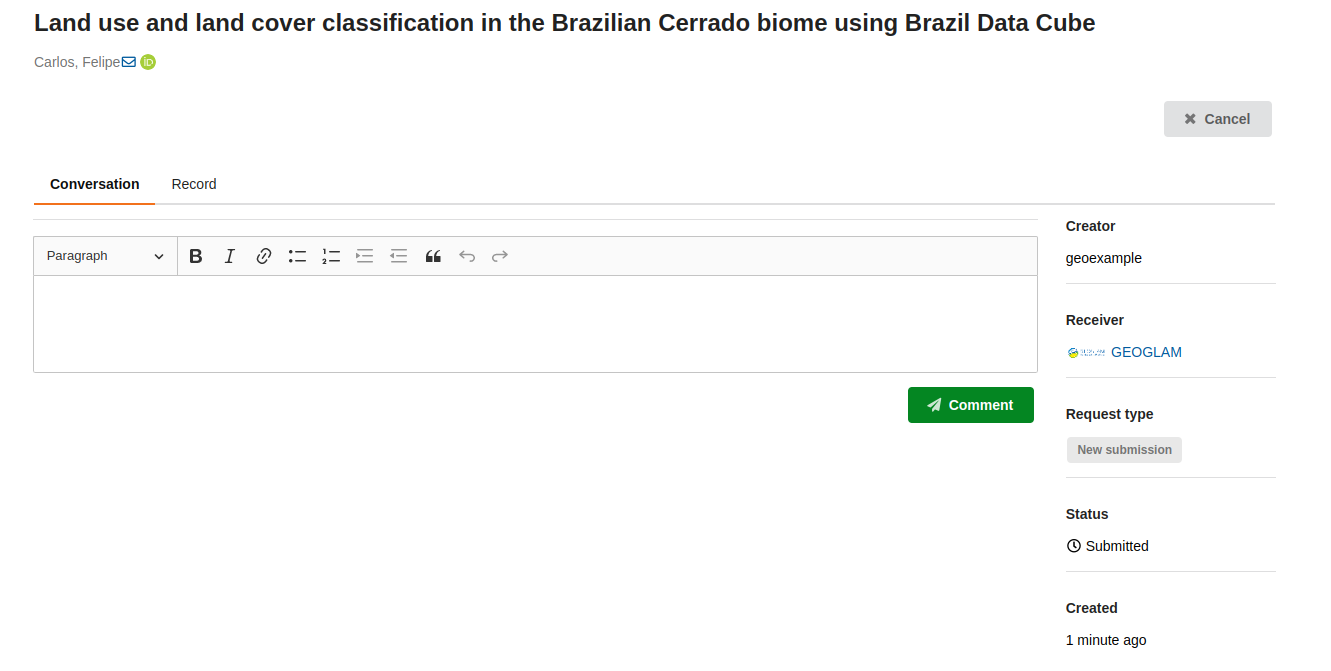 Land use and land cover classification in the Brazilian Cerrado biome using Brazil Data Cube
Carlos, Felipe
Cancel
Conversation Record
Paragraph
Comment
Creator
geoexample
Receiver
GEOGLAM
Request type
New submission
Status
Submitted
Created
1 minute ago